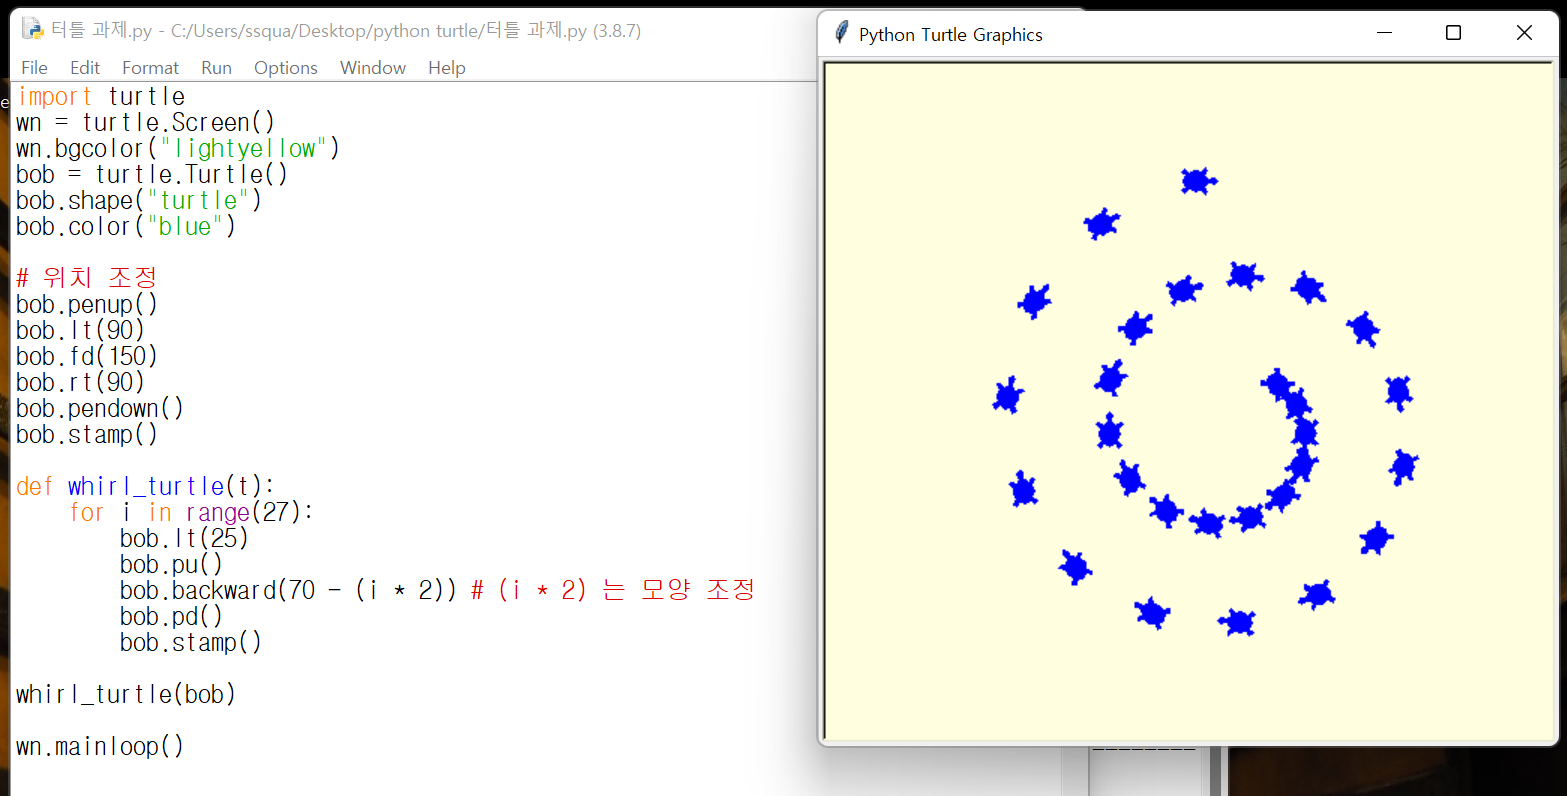 터틀 과제.py - C:/Users/ssqua/Desktop/python turtle/터틀 과제.py (3.8.7)
File Edit Format Run Options Window Help
import turtle
wn = turtle.Screen()
wn.bgcolor("lightyellow")
bob = turtle.Turtle()
bob.shape("turtle")
bob.color("blue")
# 위치 조정
bob.penup()
bob.lt(90)
bob.fd(150)
bob.rt(90)
bob.pendown()
bob.stamp()
def whirl_turtle(t):
    for i in range(27):
        bob.lt(25)
        bob.pu()
        bob.backward(70 - (i * 2)) # (i * 2) 는 모양 조정
        bob.pd()
        bob.stamp()
whirl_turtle(bob)
wn.mainloop()
Python Turtle Graphics